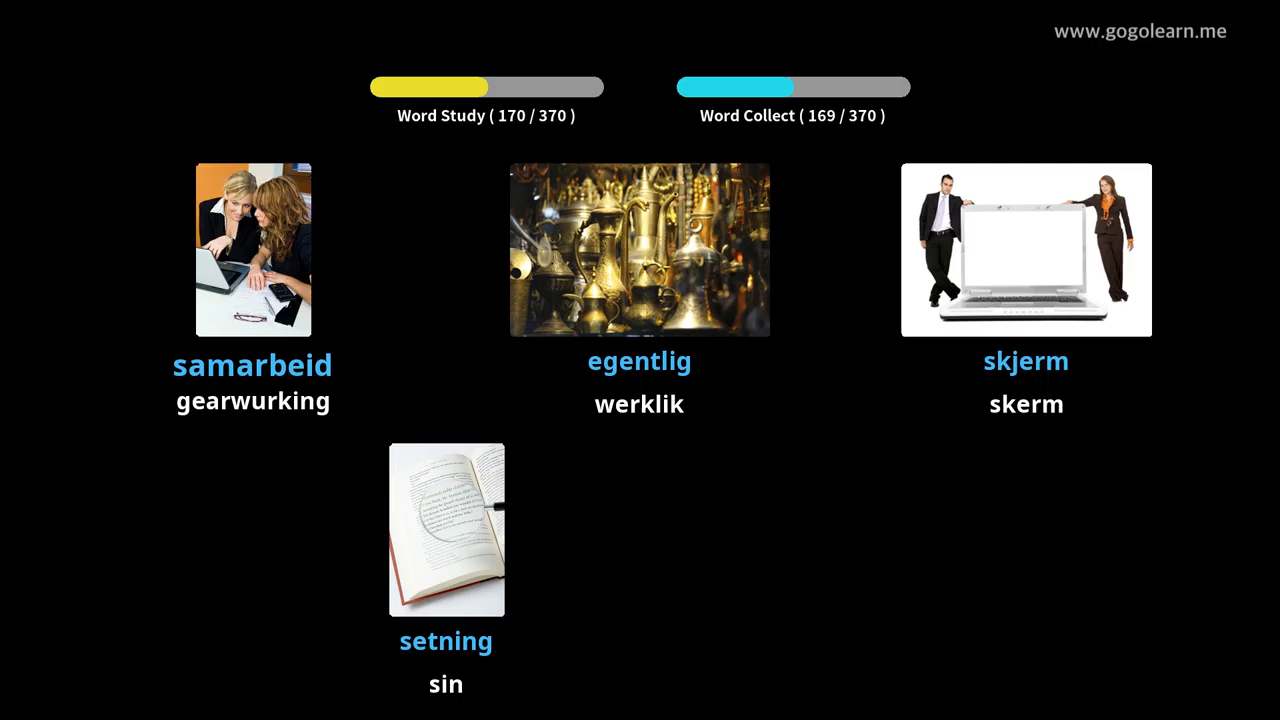 www.gogolearn.me
Word Study ( 170 / 370 )
Word Collect ( 169 / 370 )
samarbeid
gearwurking
egentlig
werklik
skjerm
skerm
setning
sin